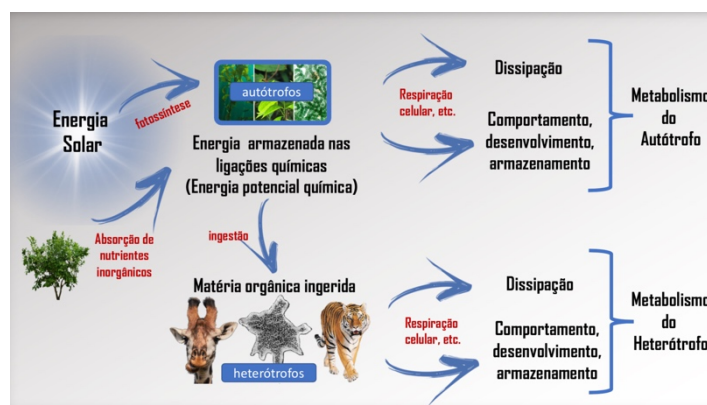 Energia
Solar
fotossíntese
Absorção de
nutrientes
inorgânicos
autótrofos
Energia armazenada nas
ligações químicas
(Energia potencial química)
Respiração
celular, etc.
Dissipação
Comportamento,
desenvolvimento,
armazenamento
Metabolismo
do
Autótrofo
ingestão
Matéria orgânica ingerida
heterótrofos
Respiração
celular, etc.
Dissipação
Comportamento,
desenvolvimento,
armazenamento
Metabolismo
do
Heterótrofo